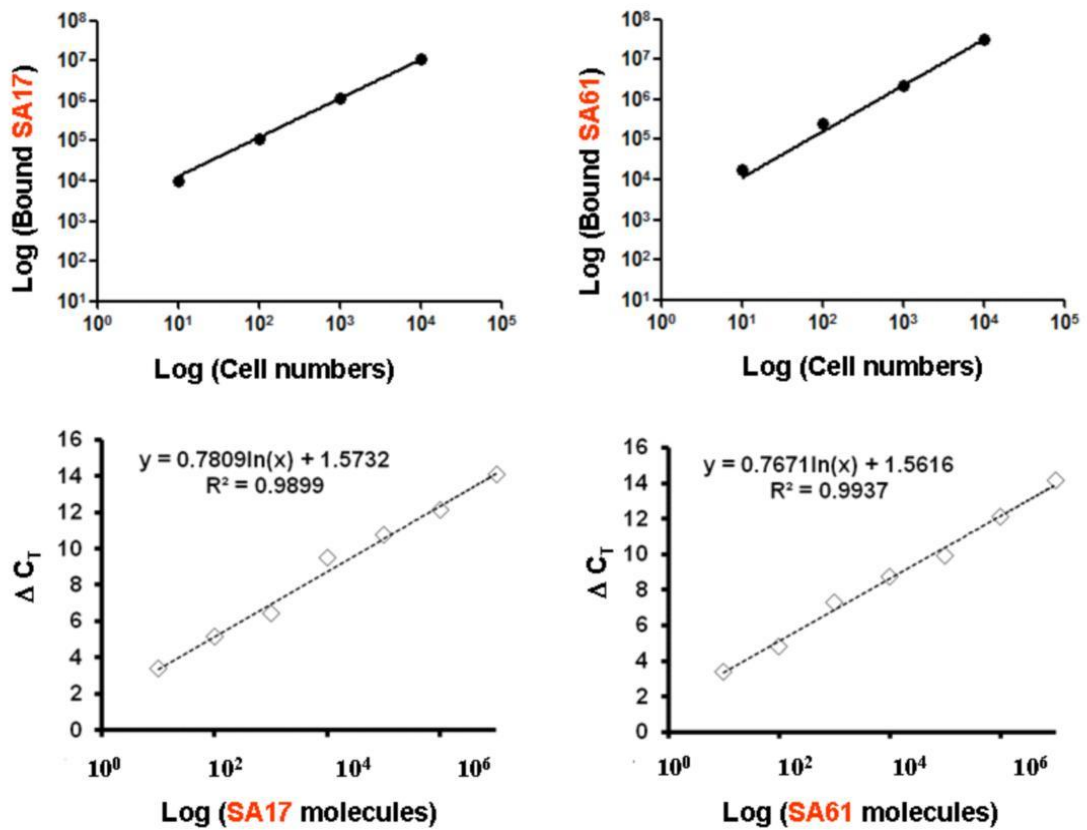 Log (Bound SA17)
10⁸
10⁷
10⁶
10⁵
10⁴
10³
10²
10¹
10⁰ 10¹ 10² 10³ 10⁴ 10⁵
Log (Cell numbers)
Log (Bound SA61)
10⁸
10⁷
10⁶
10⁵
10⁴
10³
10²
10¹
10⁰ 10¹ 10² 10³ 10⁴ 10⁵
Log (Cell numbers)
Δ C_T
16
14
12
10
8
6
4
2
0
y = 0.7809ln(x) + 1.5732
R² = 0.9899
10⁰ 10² 10⁴ 10⁶
Log (SA17 molecules)
Δ C_T
16
14
12
10
8
6
4
2
0
y = 0.7671ln(x) + 1.5616
R² = 0.9937
10⁰ 10² 10⁴ 10⁶
Log (SA61 molecules)